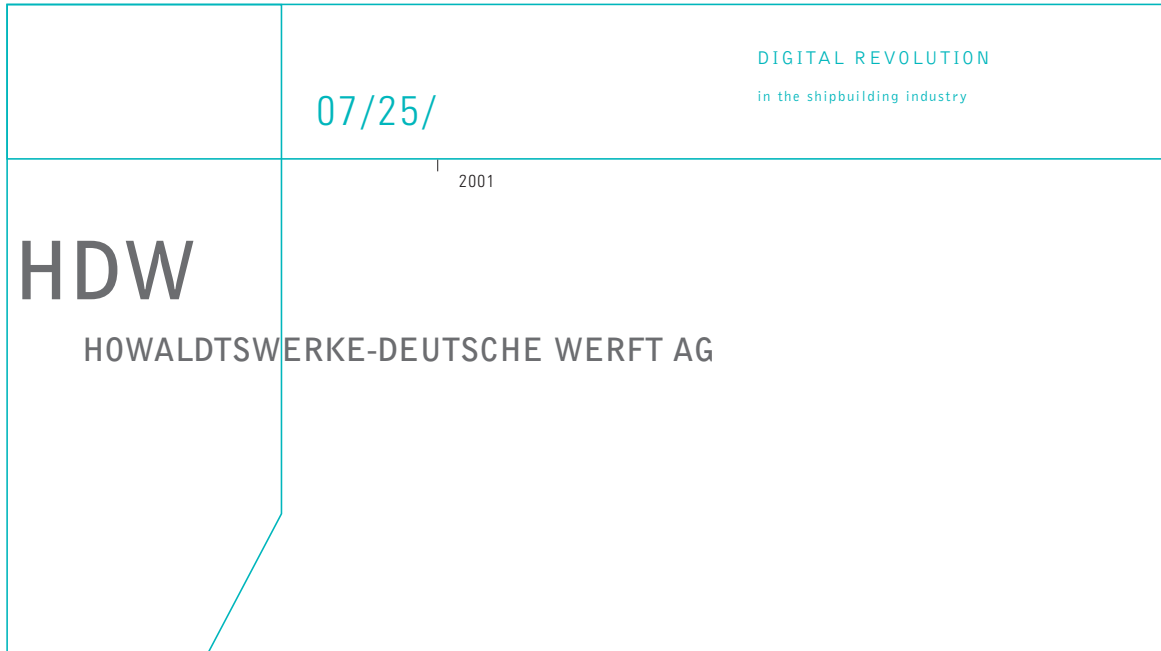 DIGITAL REVOLUTION
in the shipbuilding industry
07/25/
2001
HDW
HOWALDTSWERKE-DEUTSCHE WERFT AG